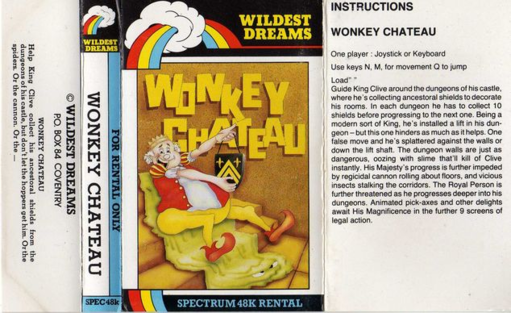 Help King Clive collect his ancestral shields from the
dungeons of his castle, but don't let the hoppers get him. Or the
spiders. Or the cannon. Or the —
WONKEY CHATEAU
© WILDEST DREAMS
P.O. BOX 84 COVENTRY
WILDEST
DREAMS
WONKEY CHATEAU
SPEC 48k
FOR RENTAL ONLY
WILDEST
DREAMS
WONKEY
CHATEAU
SPECTRUM 48K RENTAL
INSTRUCTIONS
WONKEY CHATEAU
One player : Joystick or Keyboard
Use keys N, M, for movement Q to jump
Load" "
Guide King Clive around the dungeons of his castle,
where he's collecting ancestral shields to decorate
his rooms. In each dungeon he has to collect 10
shields before progressing to the next one. Being a
modern sort of King, he's installed a lift in his dun-
geon – but this one hinders as much as it helps. One
false move and he's splattered against the walls or
down the lift shaft. The dungeon walls are just as
dangerous, oozing with slime that'll kill of Clive
instantly. His Majesty's progress is further impeded
by regicidal cannon rolling about floors, and vicious
insects stalking the corridors. The Royal Person is
further threatened as he progresses deeper into his
dungeons. Animated pick-axes and other delights
await His Magnificence in the further 9 screens of
legal action.